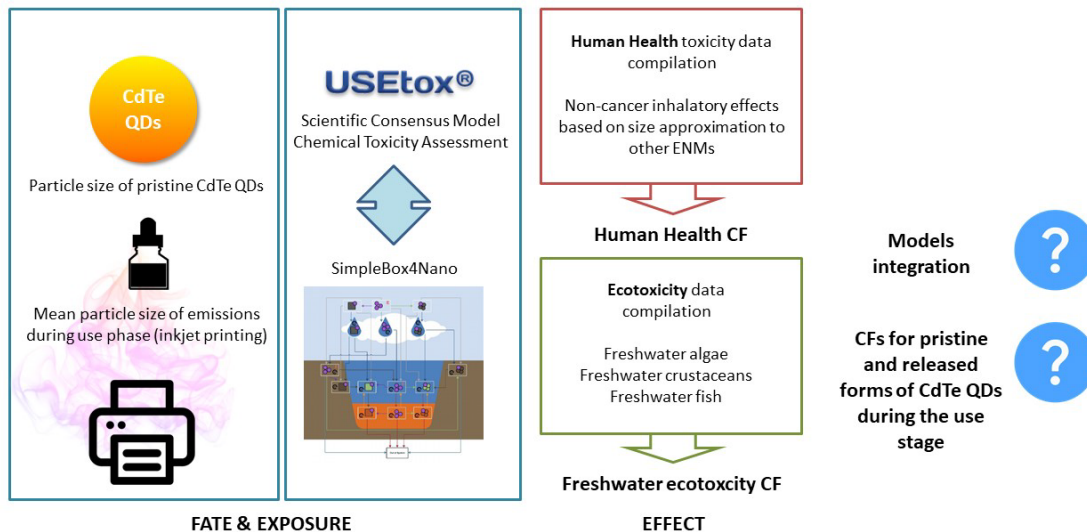 CdTe
QDs
Particle size of pristine CdTe QDs
Mean particle size of emissions
during use phase (inkjet printing)
USEtox®
Scientific Consensus Model
Chemical Toxicity Assessment
SimpleBox4Nano
FATE & EXPOSURE
Human Health toxicity data
compilation
Non-cancer inhalatory effects
based on size approximation to
other ENMs
Human Health CF
Ecotoxicity data
compilation
Freshwater algae
Freshwater crustaceans
Freshwater fish
Freshwater ecotoxcity CF
EFFECT
Models
integration
?
CFs for pristine
and released
forms of CdTe QDs
during the use
stage
?